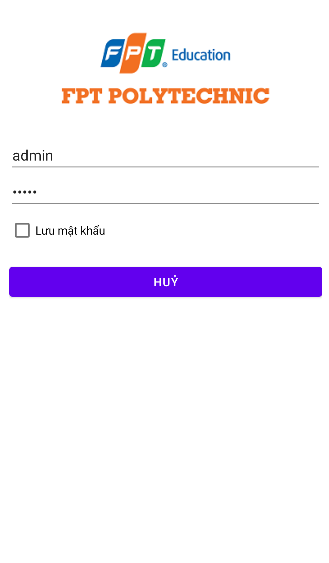 FPT® Education
FPT POLYTECHNIC
admin
•••••
Lưu mật khẩu
HUỶ